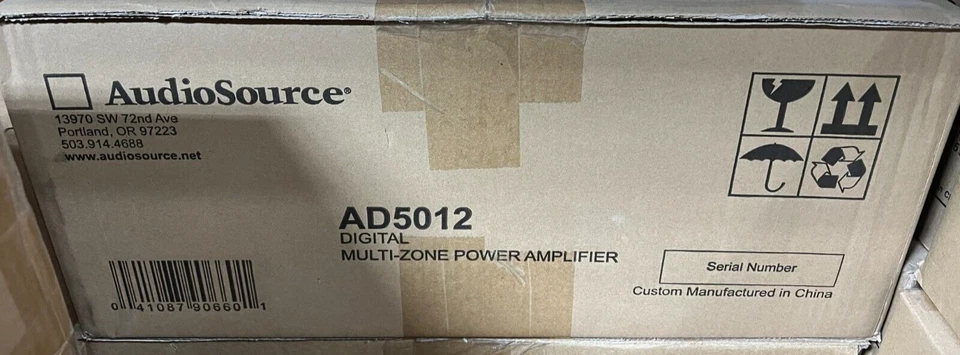 AudioSource®
13970 SW 72nd Ave
Portland, OR 97223
503.914.4688
www.audiosource.net
AD5012
DIGITAL
MULTI-ZONE POWER AMPLIFIER
Serial Number
Custom Manufactured in China
0 41087 90660 1